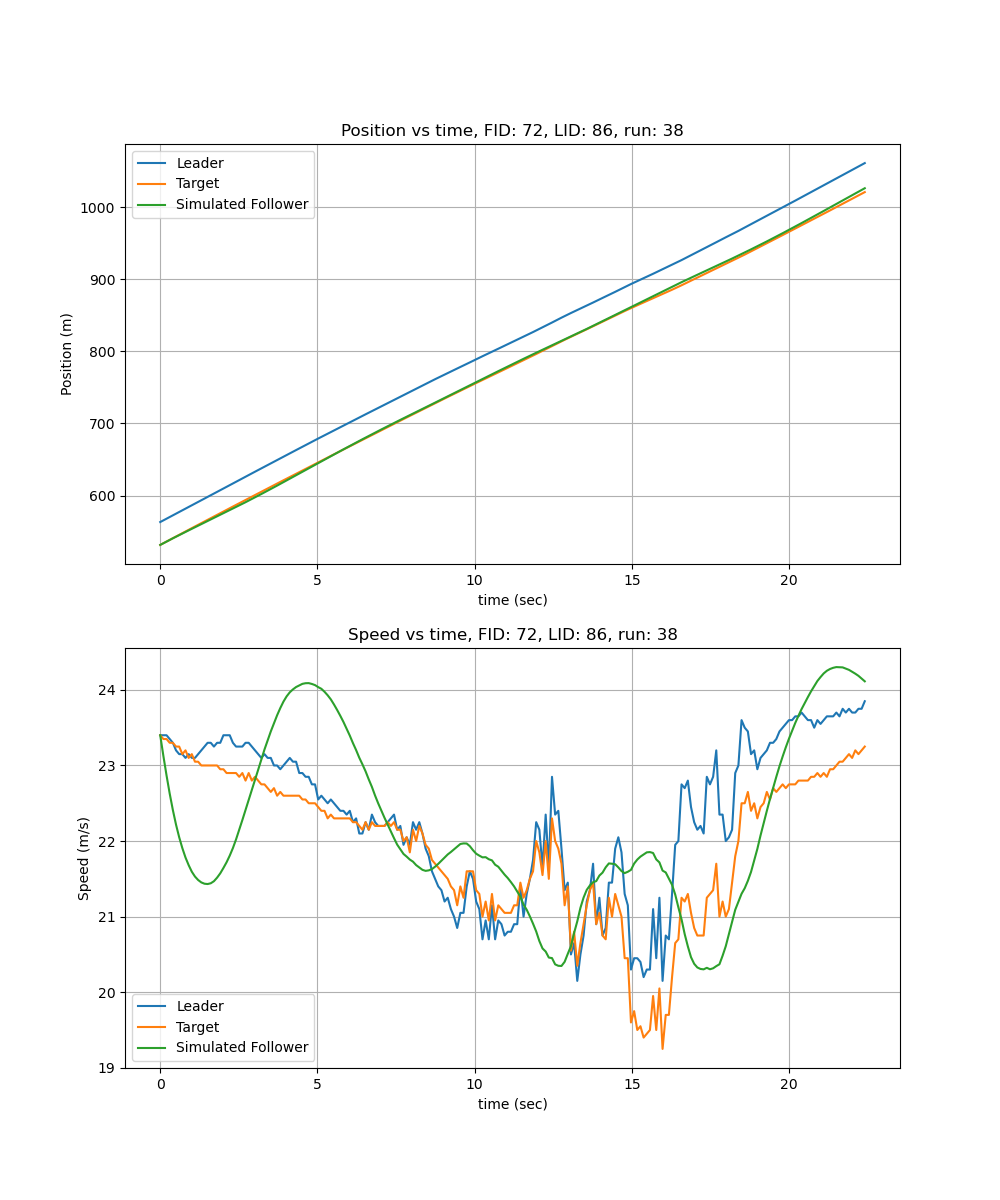 Position vs time, FID: 72, LID: 86, run: 38
Leader
Target
Simulated Follower
1000
900
800
700
600
Position (m)
0 5 10 15 20
time (sec)
Speed vs time, FID: 72, LID: 86, run: 38
24
23
22
21
20
19
Speed (m/s)
Leader
Target
Simulated Follower
0 5 10 15 20
time (sec)